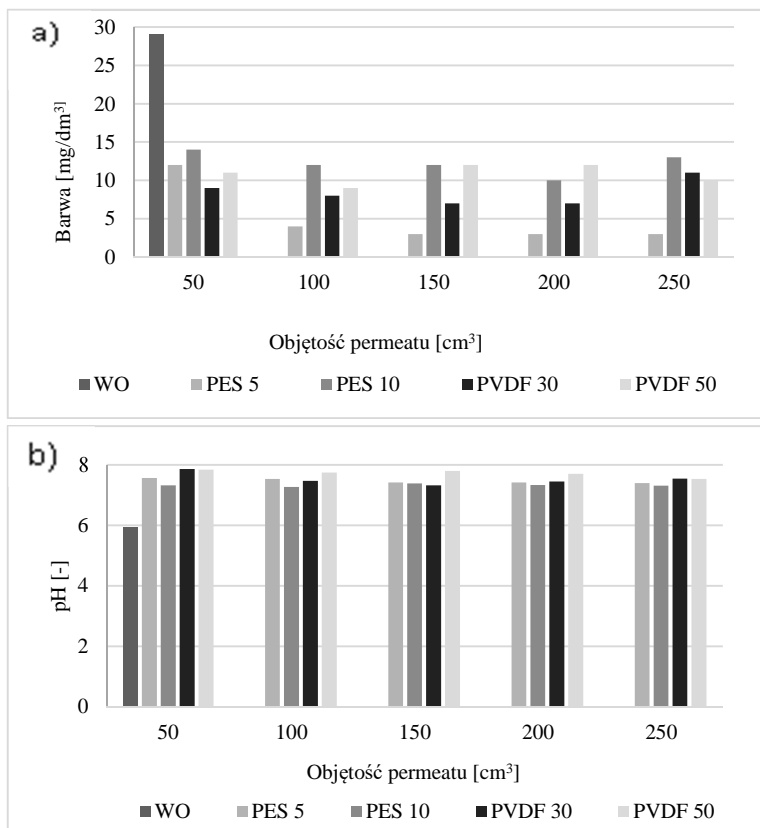 a)
30
25
20
15
10
5
0
Barwa [mg/dm³]
50 100 150 200 250
Objętość permeatu [cm³]
WO PES 5 PES 10 PVDF 30 PVDF 50
b)
8
6
4
2
0
pH [-]
50 100 150 200 250
Objętość permeatu [cm³]
WO PES 5 PES 10 PVDF 30 PVDF 50